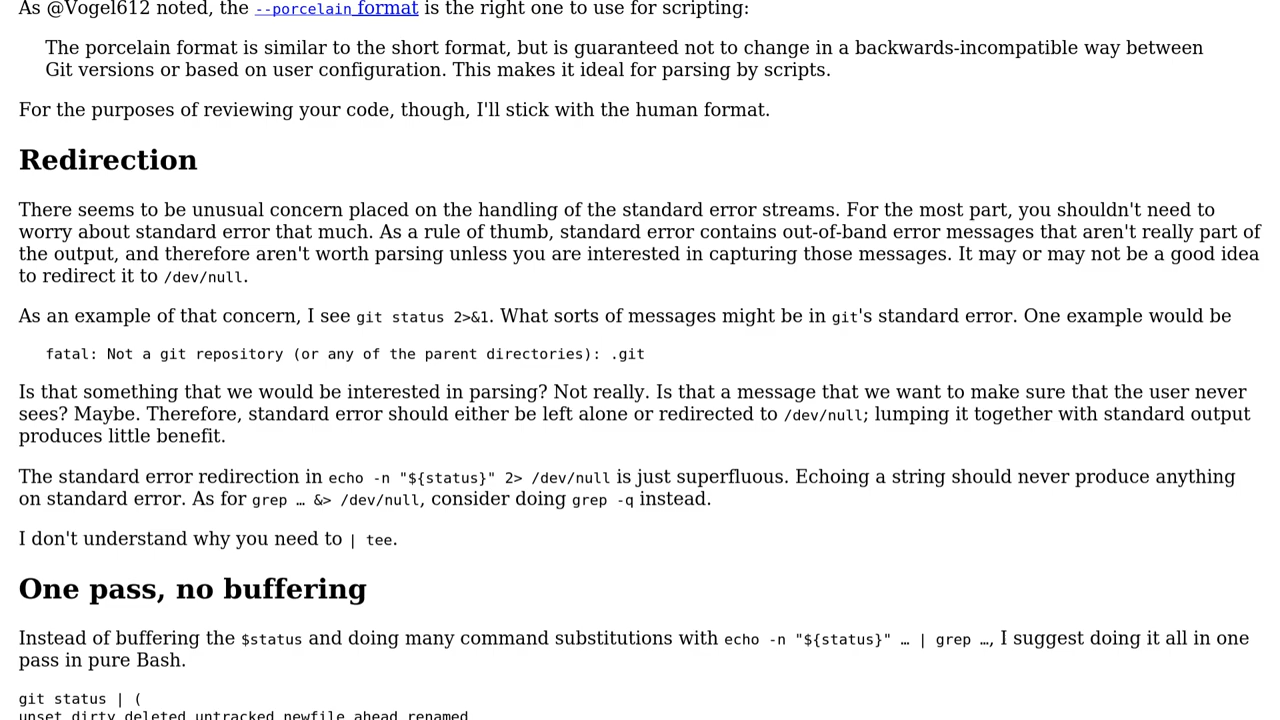 As @Vogel612 noted, the --porcelain format is the right one to use for scripting:
The porcelain format is similar to the short format, but is guaranteed not to change in a backwards-incompatible way between
Git versions or based on user configuration. This makes it ideal for parsing by scripts.
For the purposes of reviewing your code, though, I'll stick with the human format.
Redirection
There seems to be unusual concern placed on the handling of the standard error streams. For the most part, you shouldn't need to
worry about standard error that much. As a rule of thumb, standard error contains out-of-band error messages that aren't really part of
the output, and therefore aren't worth parsing unless you are interested in capturing those messages. It may or may not be a good idea
to redirect it to /dev/null.
As an example of that concern, I see git status 2>&1. What sorts of messages might be in git's standard error. One example would be
fatal: Not a git repository (or any of the parent directories): .git
Is that something that we would be interested in parsing? Not really. Is that a message that we want to make sure that the user never
sees? Maybe. Therefore, standard error should either be left alone or redirected to /dev/null; lumping it together with standard output
produces little benefit.
The standard error redirection in echo -n "${status}" 2> /dev/null is just superfluous. Echoing a string should never produce anything
on standard error. As for grep … &> /dev/null, consider doing grep -q instead.
I don't understand why you need to | tee.
One pass, no buffering
Instead of buffering the $status and doing many command substitutions with echo -n "${status}" … | grep …, I suggest doing it all in one
pass in pure Bash.
git status | (
unset dirty deleted untracked newfile ahead renamed